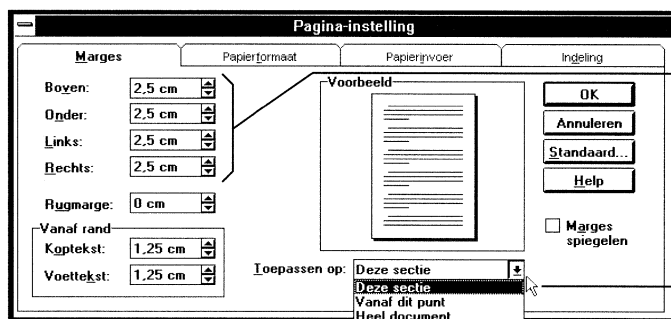 Pagina-instelling
Marges
Papierformaat
Papierinvoer
Indeling
Boven: 2,5 cm
Onder: 2,5 cm
Links: 2,5 cm
Rechts: 2,5 cm
Rugmarge: 0 cm
Vanaf rand
Koptekst: 1,25 cm
Voettekst: 1,25 cm
Voorbeeld
Toepassen op: Deze sectie
Deze sectie
Vanaf dit punt
Heel document
OK
Annuleren
Standaard...
Help
Marges
spiegelen